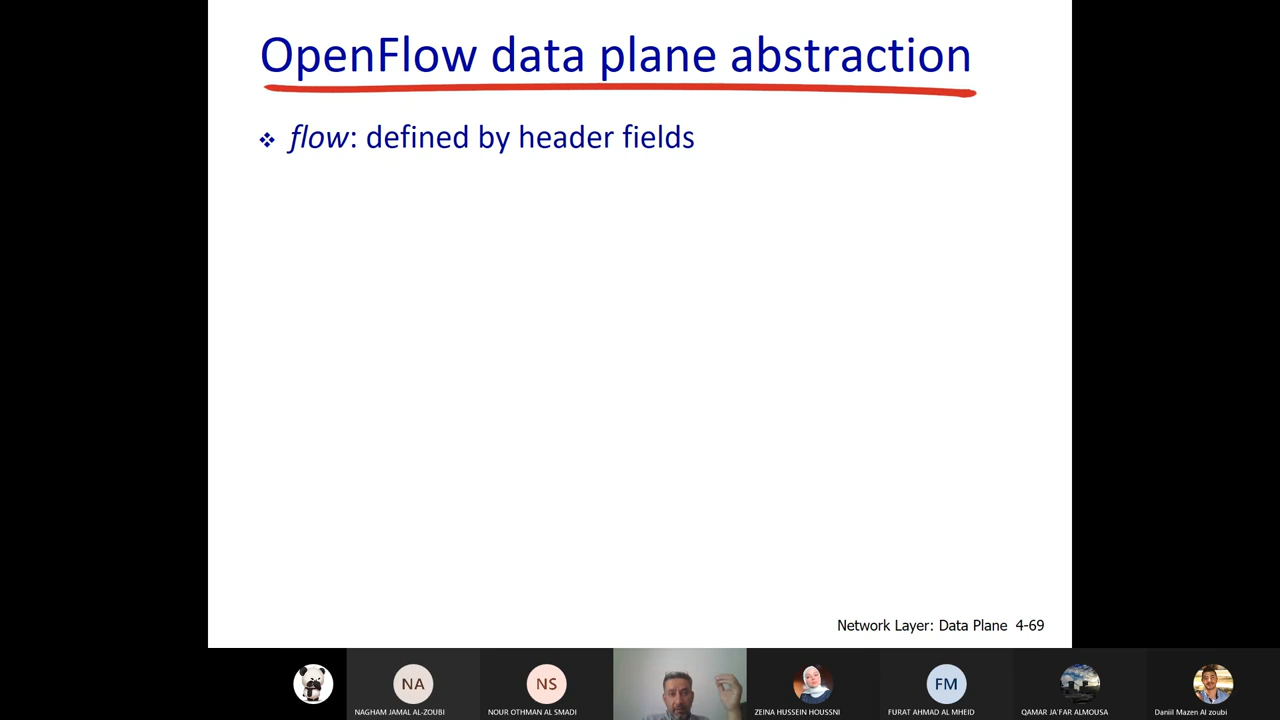 OpenFlow data plane abstraction
❖ flow: defined by header fields
Network Layer: Data Plane 4-69
NA
NS
FM
NAGHAM JAMAL AL-ZOUBI
NOUR OTHMAN AL SMADI
ZEINA HUSSEIN HOUSSNI
FURAT AHMAD AL MHEID
QAMAR JA'FAR ALMOUSA
Daniil Mazen Al zoubi